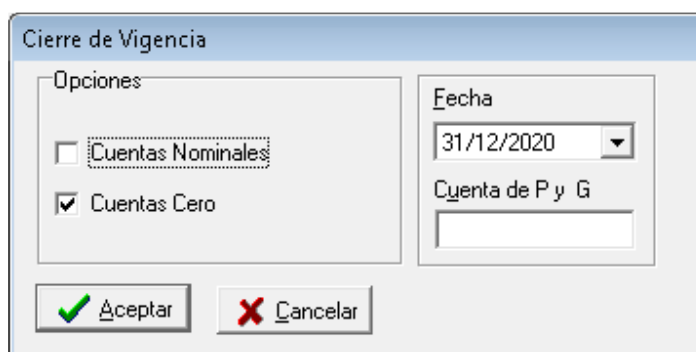 Cierre de Vigencia
Opciones
Cuentas Nominales
Cuentas Cero
Fecha
31/12/2020
Cuenta de P y G
Aceptar
Cancelar